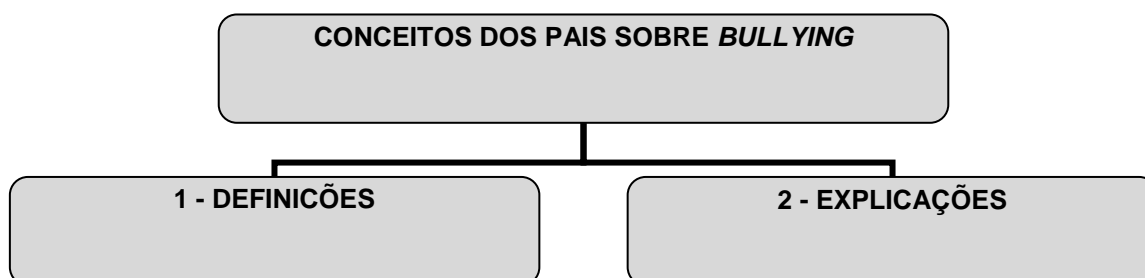 CONCEITOS DOS PAIS SOBRE BULLYING
1 - DEFINICÕES
2 - EXPLICAÇÕES